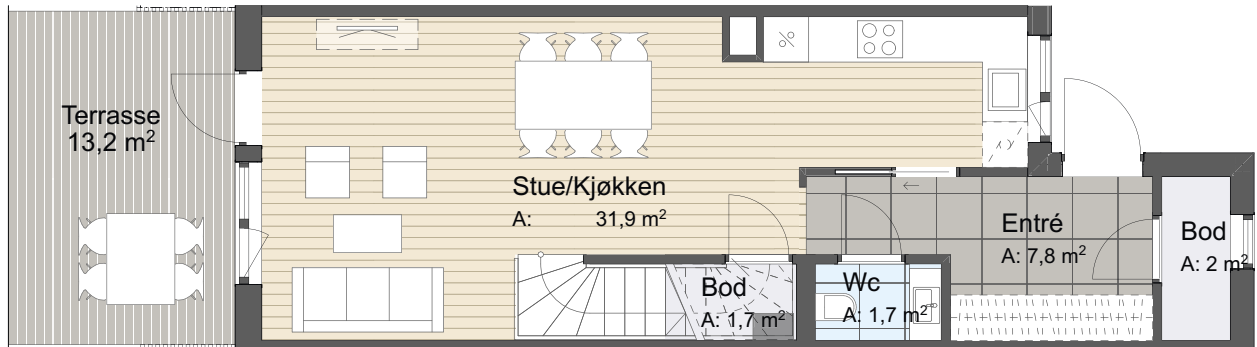 Terrasse
13,2 m²
Stue/Kjøkken
A: 31,9 m²
%
Entré
A: 7,8 m²
Bod
A: 2 m²
Bod
A: 1,7 m²
Wc
A: 1,7 m²